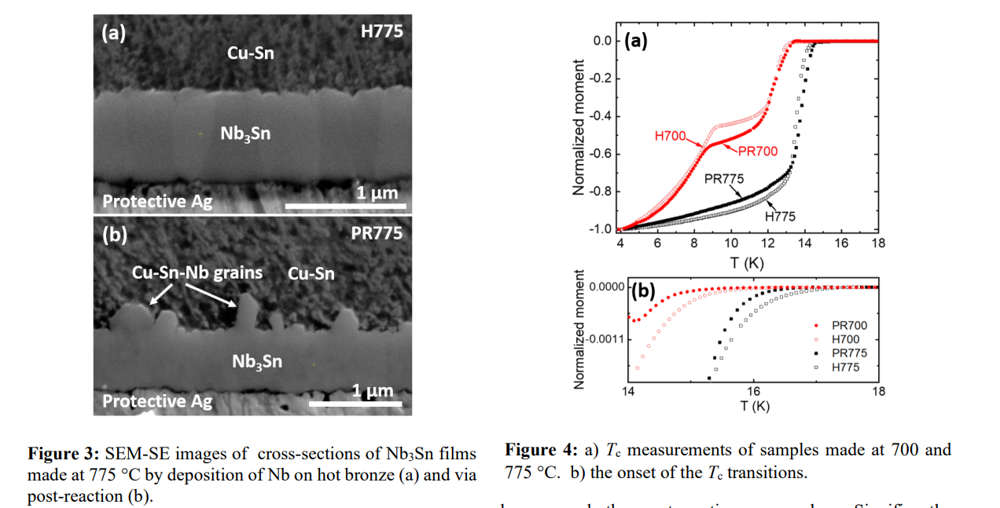 (a)
H775
Cu-Sn
Nb₃Sn
Protective Ag
1 µm
(b)
PR775
Cu-Sn-Nb grains
Cu-Sn
Nb₃Sn
Protective Ag
1 µm
Figure 3: SEM-SE images of cross-sections of Nb₃Sn films
made at 775 °C by deposition of Nb on hot bronze (a) and via
post-reaction (b).
(a)
Normalized moment
0.0
-0.2
-0.4
-0.6
-0.8
-1.0
H700
PR700
PR775
H775
4 6 8 10 12 14 16 18
T (K)
(b)
Normalized moment
0.0000
-0.0011
PR700
H700
PR775
H775
14 16 18
T (K)
Figure 4: a) Tc measurements of samples made at 700 and
775 °C. b) the onset of the Tc transitions.